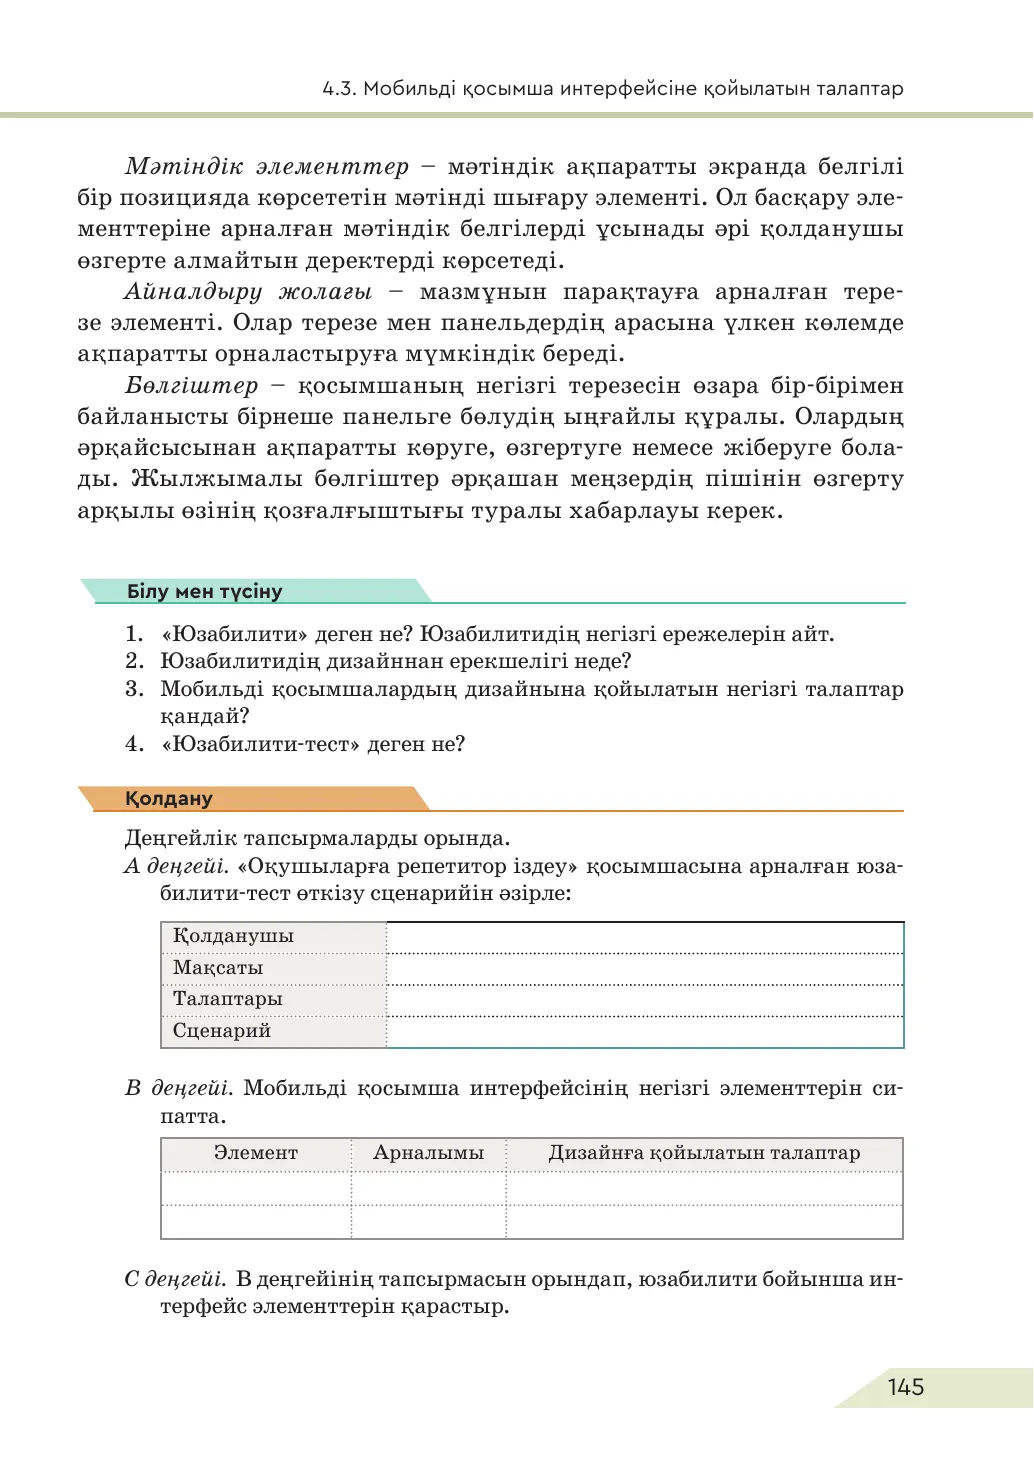 4.3. Мобильді қосымша интерфейсіне қойылатын талаптар
Мәтіндік элементтер – мәтіндік ақпаратты экранда белгілі
бір позицияда көрсететін мәтінді шығару элементі. Ол басқару эле-
менттеріне арналған мәтіндік белгілерді ұсынады әрі қолданушы
өзгерте алмайтын деректерді көрсетеді.
Айналдыру жолағы – мазмұнын парақтауға арналған тере-
зе элементі. Олар терезе мен панельдердің арасына үлкен көлемде
ақпаратты орналастыруға мүмкіндік береді.
Бөлгіштер – қосымшаның негізгі терезесін өзара бір-бірімен
байланысты бірнеше панельге бөлудің ыңғайлы құралы. Олардың
әрқайсысынан ақпаратты көруге, өзгертуге немесе жіберуге бола-
ды. Жылжымалы бөлгіштер әрқашан меңзердің пішінін өзгерту
арқылы өзінің қозғалғыштығы туралы хабарлауы керек.
Білу мен түсіну
1. «Юзабилити» деген не? Юзабилитидің негізгі ережелерін айт.
2. Юзабилитидің дизайннан ерекшелігі неде?
3. Мобильді қосымшалардың дизайнына қойылатын негізгі талаптар
қандай?
4. «Юзабилити-тест» деген не?
Қолдану
Деңгейлік тапсырмаларды орында.
А деңгейі. «Оқушыларға репетитор іздеу» қосымшасына арналған юза-
билити-тест өткізу сценарийін әзірле:
Қолданушы
Мақсаты
Талаптары
Сценарий
В деңгейі. Мобильді қосымша интерфейсінің негізгі элементтерін си-
патта.
Элемент Арналымы Дизайнға қойылатын талаптар
С деңгейі. В деңгейінің тапсырмасын орындап, юзабилити бойынша ин-
терфейс элементтерін қарастыр.
145